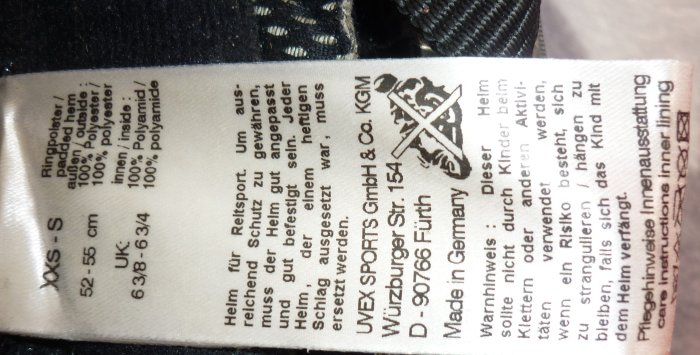 XXS - S
52 - 55 cm
UK:
6 3/8 - 6 3/4
Ringpolster /
padded hem
außen / outside :
100% Polyester /
100% polyester
innen / inside :
100% Polyamid /
100% polyamide
Helm für Reitsport. Um aus-
reichend Schutz zu gewähren,
muss der Helm gut angepasst
und gut befestigt sein. Jeder
Helm, der einem heftigen
Schlag ausgesetzt war, muss
ersetzt werden.
UVEX SPORTS GmbH & Co. KGM
Würzburger Str. 154
D - 90766 Fürth
Made in Germany
Warnhinweis : Dieser Helm
sollte nicht durch Kinder beim
Klettern oder anderen Aktivi-
täten verwendet werden,
wenn ein Risiko besteht, sich
zu strangulieren / hängen zu
bleiben, falls sich das Kind mit
dem Helm verfängt.
Pflegehinweise Innenausstattung
care instructions inner lining